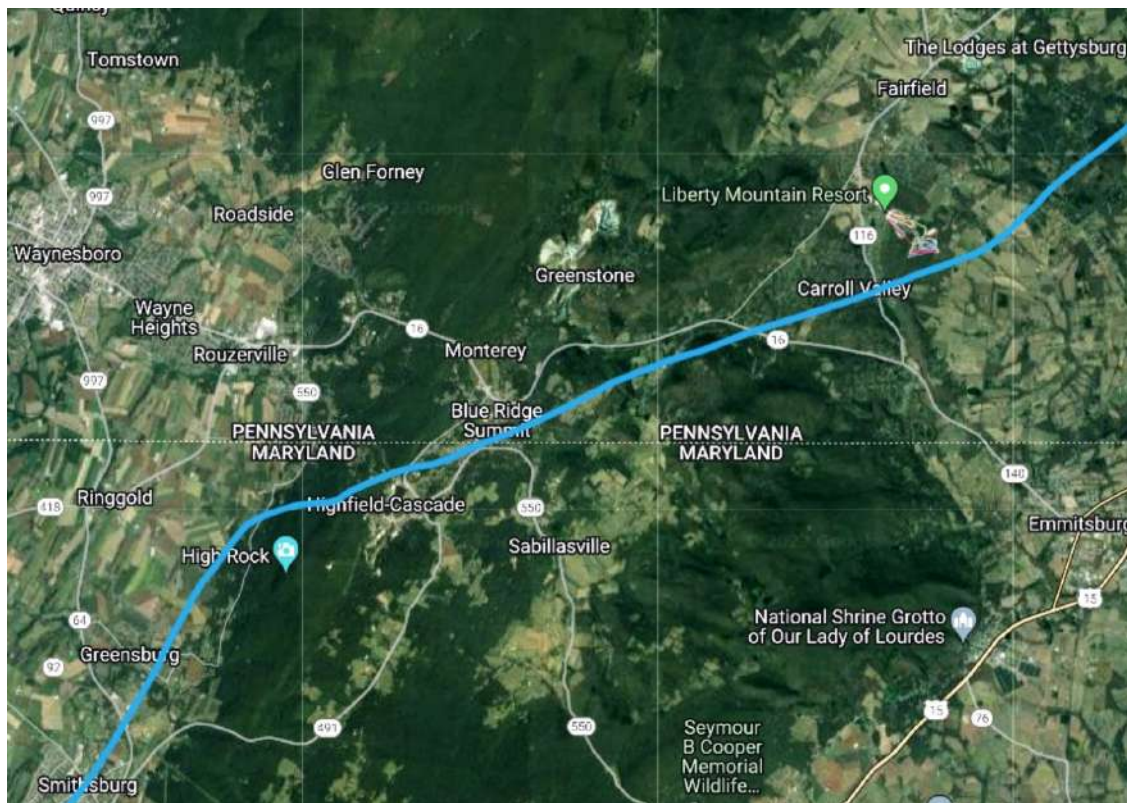 Quincy
The Lodges at Gettysburg
Tomstown
Fairfield
997
Glen Forney
997
Liberty Mountain Resort
Roadside
116
Waynesboro
Greenstone
Carroll Valley
Wayne
Heights
16
16
Rouzerville
Monterey
997
550
Blue Ridge
Summit
PENNSYLVANIA
MARYLAND
PENNSYLVANIA
MARYLAND
140
Ringgold
Highfield-Cascade
418
550
Emmitsburg
High Rock
Sabillasville
15
64
National Shrine Grotto
of Our Lady of Lourdes
Greensburg
92
15
76
491
550
Seymour
B Cooper
Memorial
Wildlife...
Smithsburg